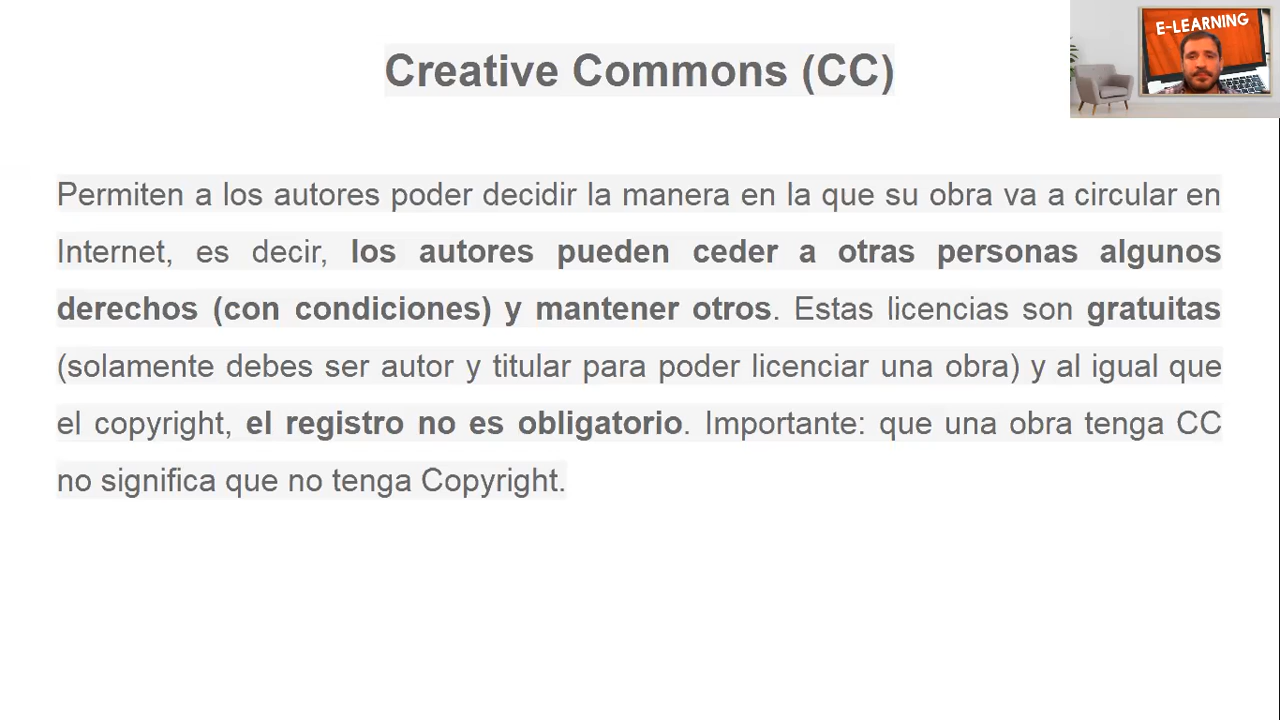 E-LEARNING
Creative Commons (CC)
Permiten a los autores poder decidir la manera en la que su obra va a circular en
Internet, es decir, los autores pueden ceder a otras personas algunos
derechos (con condiciones) y mantener otros. Estas licencias son gratuitas
(solamente debes ser autor y titular para poder licenciar una obra) y al igual que
el copyright, el registro no es obligatorio. Importante: que una obra tenga CC
no significa que no tenga Copyright.